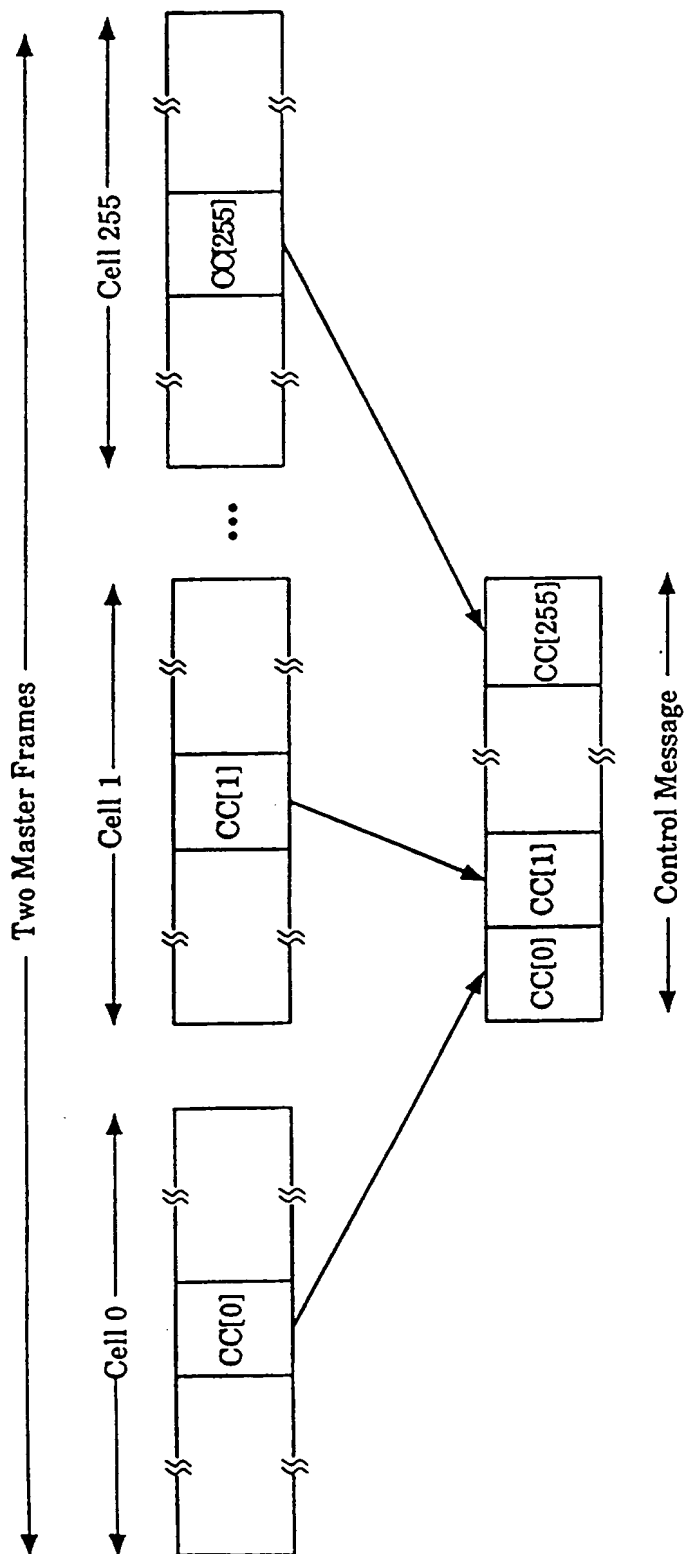 Two Master Frames
Cell 0
Cell 1
Cell 255
CC[0]
CC[1]
...
CC[255]
CC[0]
CC[1]
CC[255]
Control Message